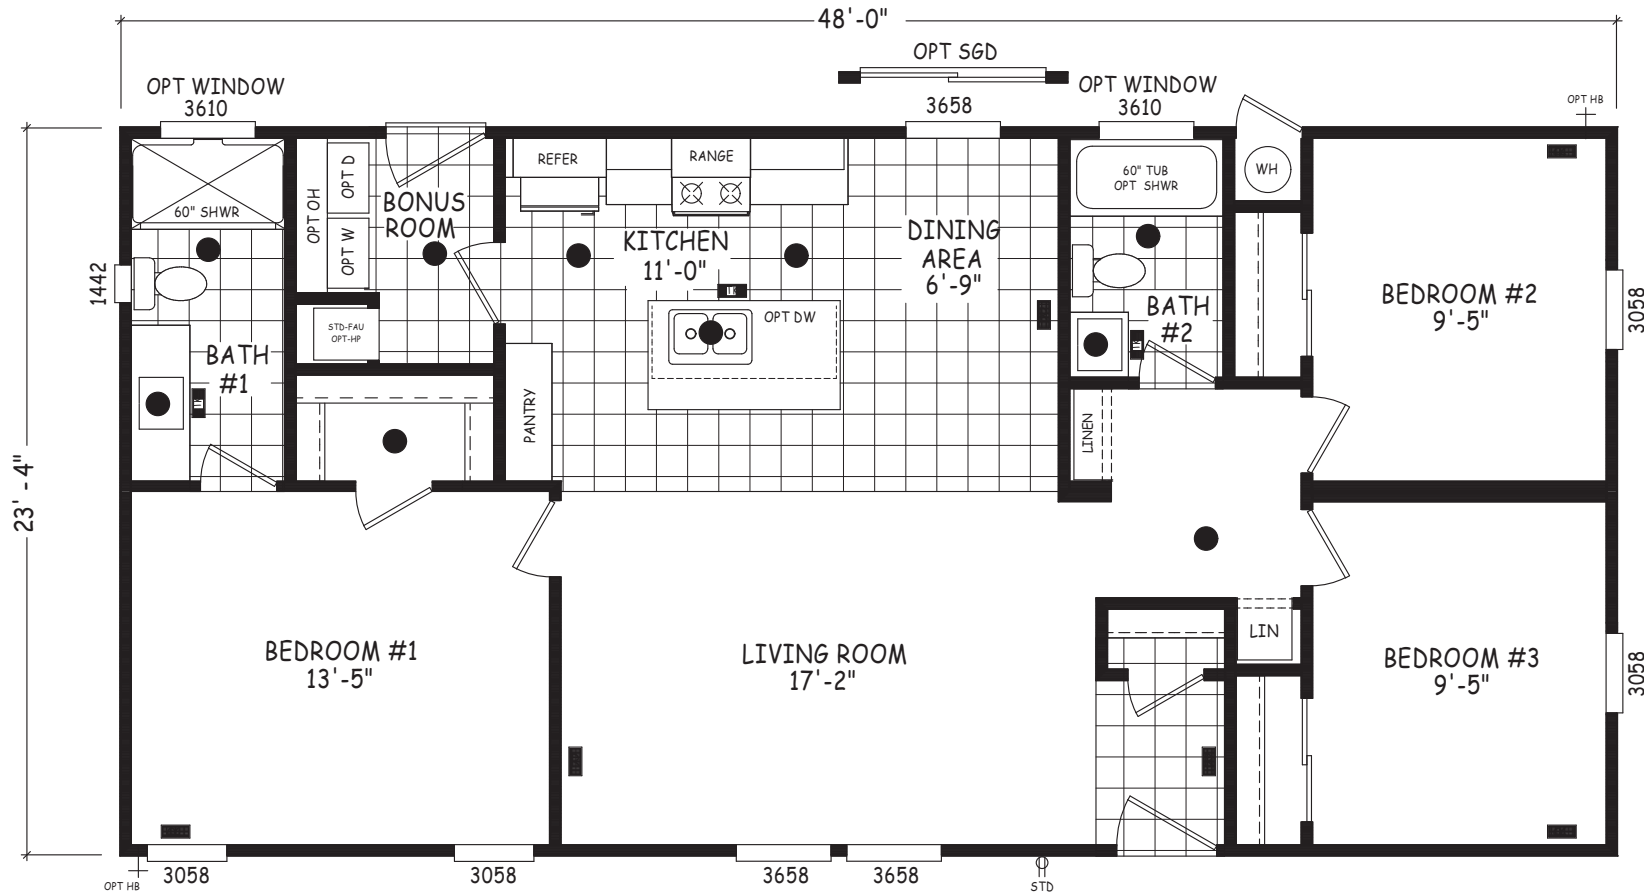 48'-0"
OPT SGD
OPT WINDOW
3610
3658
OPT WINDOW
3610
OPT HB
23' - 4"
1442
60" SHWR
BATH
#1
OPT OH
OPT D
OPT W
BONUS
ROOM
STD-FAU
OPT-HP
REFER
RANGE
KITCHEN
11'-0"
OPT DW
PANTRY
DINING
AREA
6'-9"
60" TUB
OPT SHWR
BATH
#2
WH
LINEN
BEDROOM #2
9'-5"
3058
BEDROOM #1
13'-5"
LIVING ROOM
17'-2"
LIN
BEDROOM #3
9'-5"
3058
OPT HB
3058
3058
3658
3658
STD